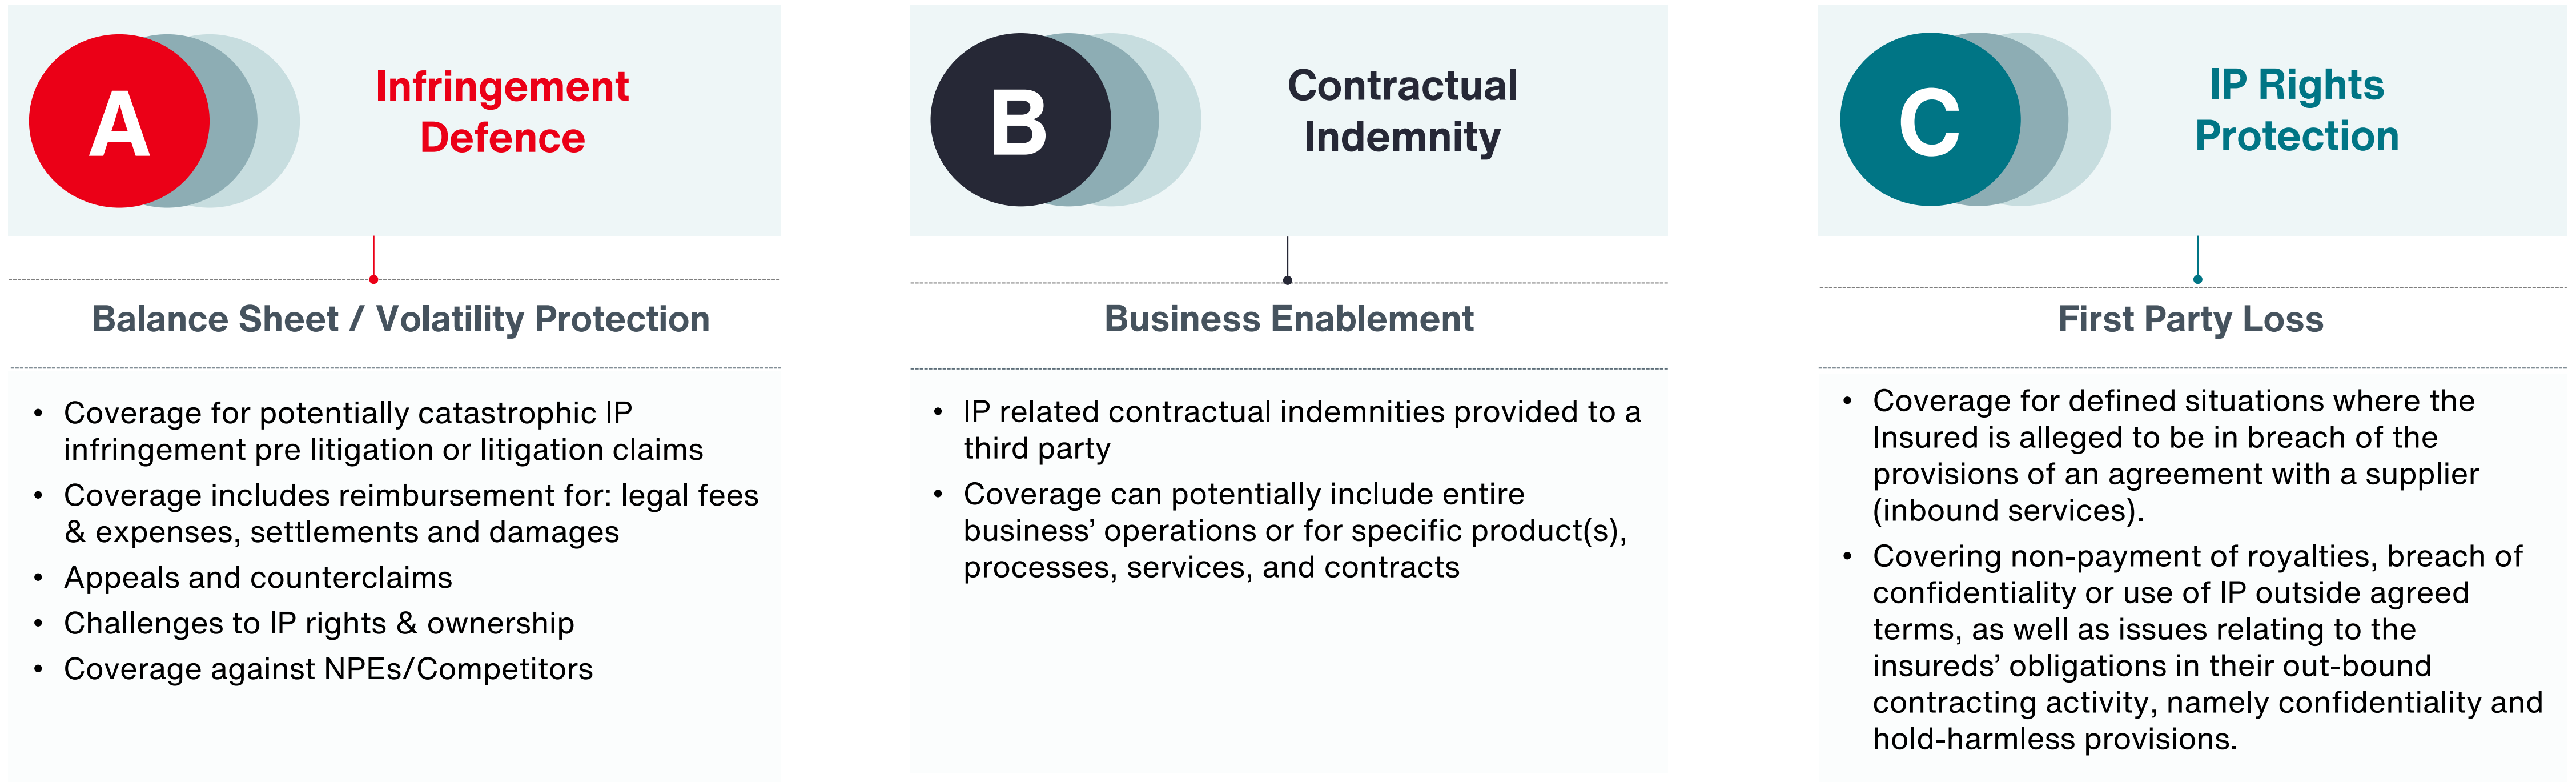 A
Infringement
Defence
Balance Sheet / Volatility Protection
• Coverage for potentially catastrophic IP
infringement pre litigation or litigation claims
• Coverage includes reimbursement for: legal fees
& expenses, settlements and damages
• Appeals and counterclaims
• Challenges to IP rights & ownership
• Coverage against NPEs/Competitors
B
Contractual
Indemnity
Business Enablement
• IP related contractual indemnities provided to a
third party
• Coverage can potentially include entire
business’ operations or for specific product(s),
processes, services, and contracts
C
IP Rights
Protection
First Party Loss
• Coverage for defined situations where the
Insured is alleged to be in breach of the
provisions of an agreement with a supplier
(inbound services).
• Covering non-payment of royalties, breach of
confidentiality or use of IP outside agreed
terms, as well as issues relating to the
insureds’ obligations in their out-bound
contracting activity, namely confidentiality and
hold-harmless provisions.